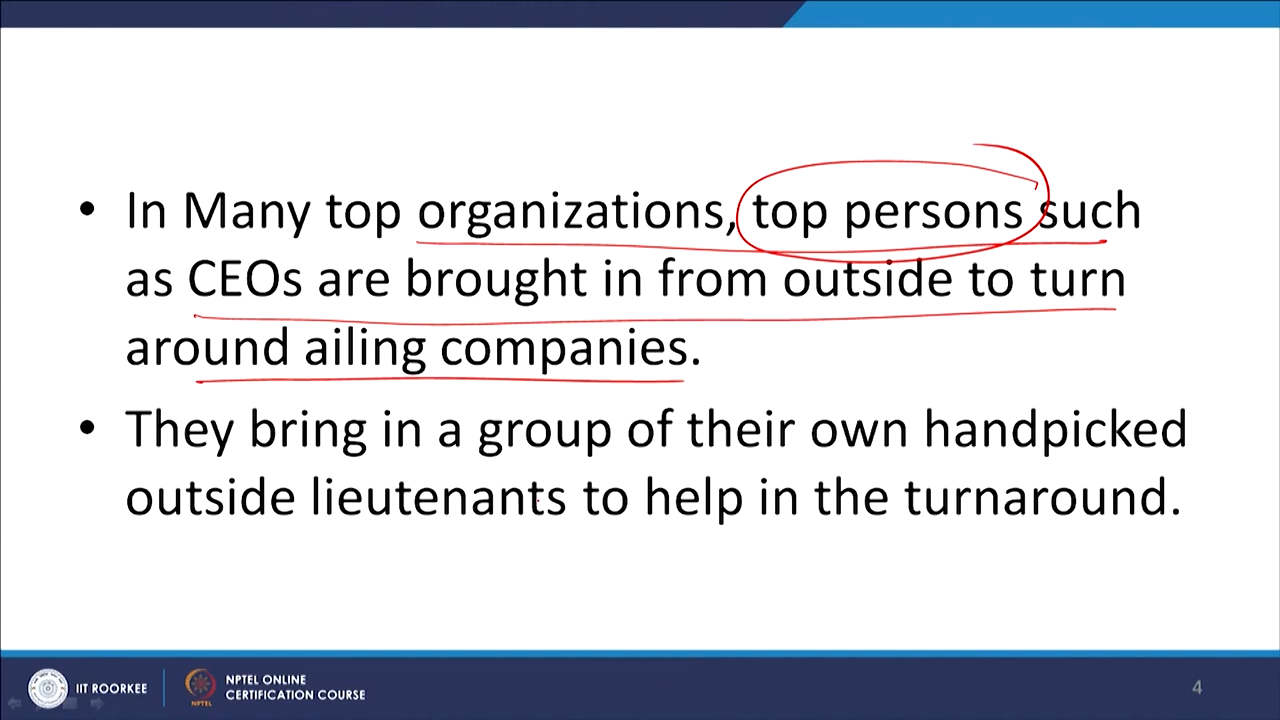 • In Many top organizations, top persons such
as CEOs are brought in from outside to turn
around ailing companies.
• They bring in a group of their own handpicked
outside lieutenants to help in the turnaround.
IIT ROORKEE
NPTEL
NPTEL ONLINE
CERTIFICATION COURSE
4